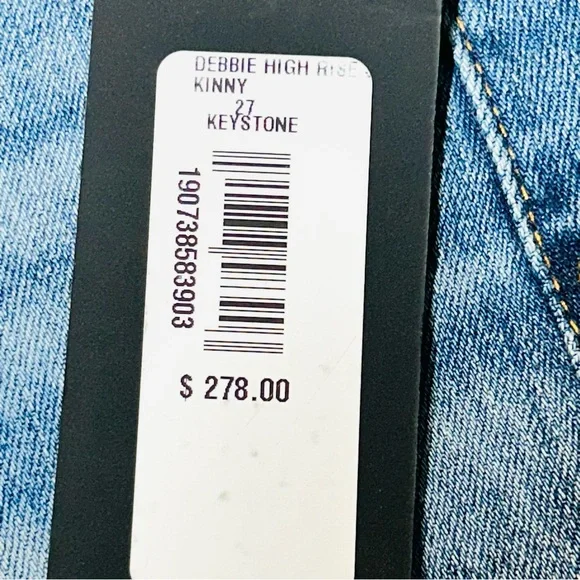 DEBBIE HIGH RISE S
KINNY
27
KEYSTONE
190738583903
$ 278.00